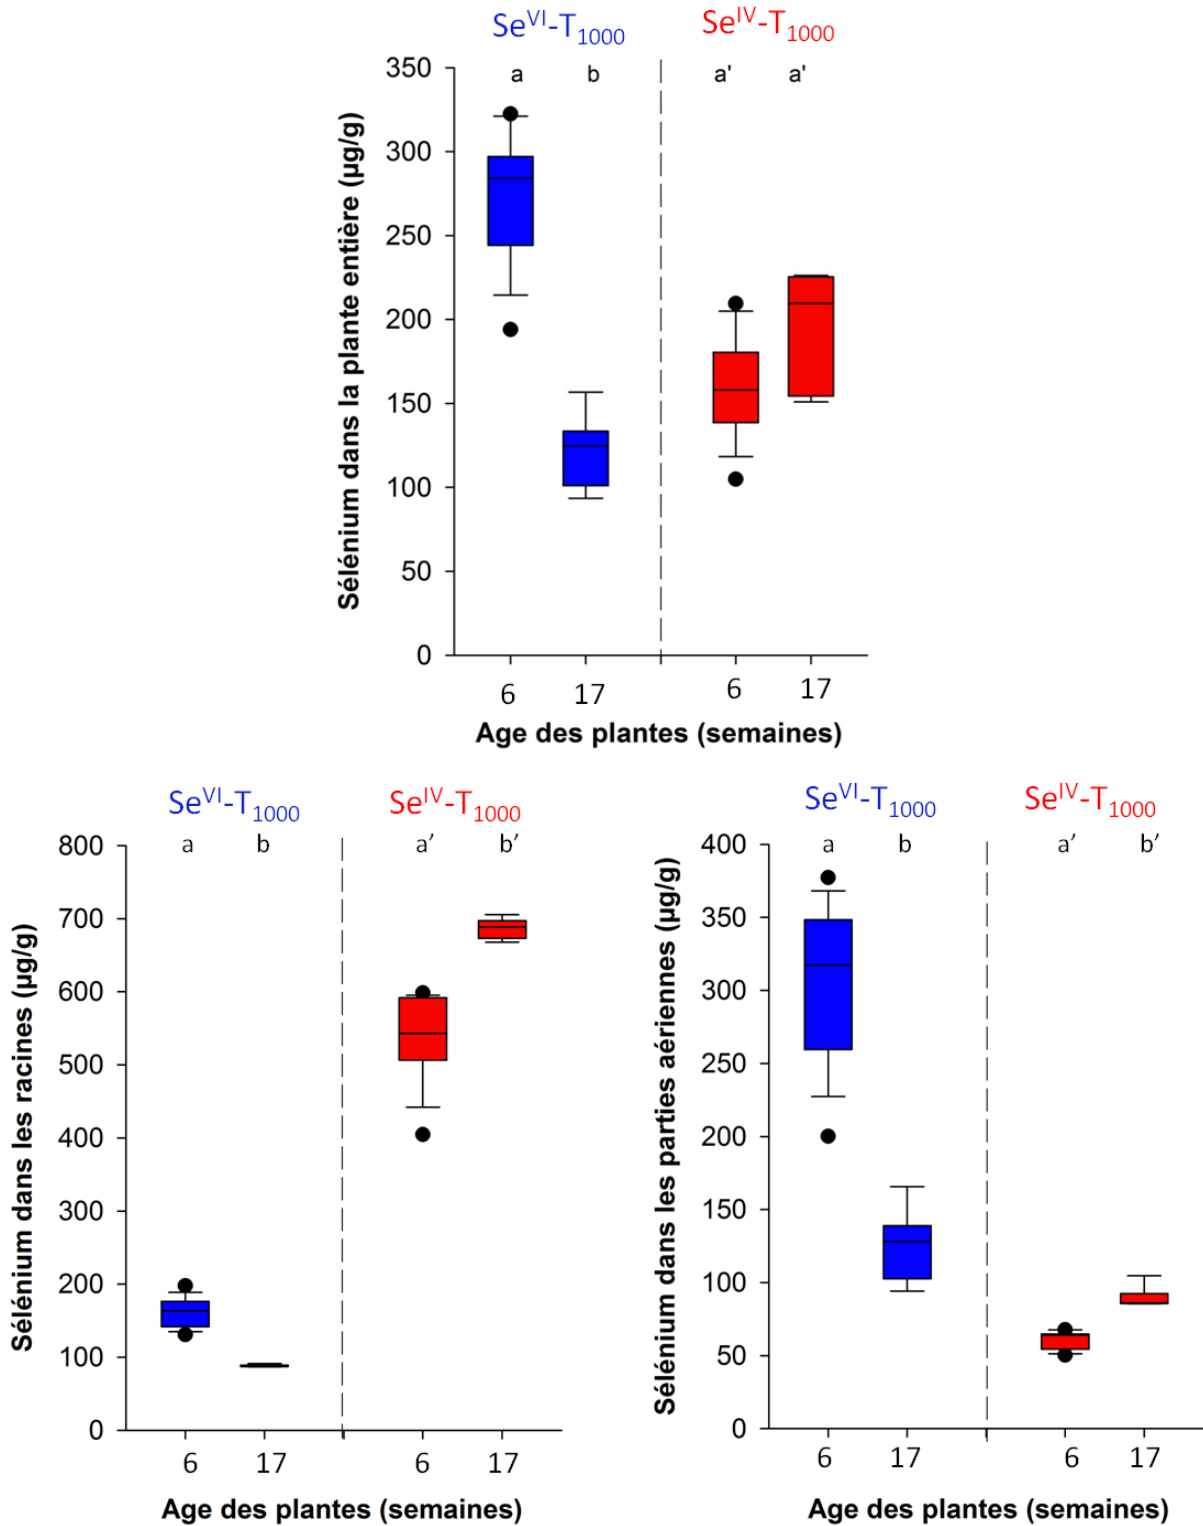 Se^VI-T_1000 Se^IV-T_1000
a b a' a'
350
300
250
200
150
100
50
0
Sélénium dans la plante entière (µg/g)
6 17 6 17
Age des plantes (semaines)
Se^VI-T_1000 Se^IV-T_1000
a b a’ b’
800
700
600
500
400
300
200
100
0
Sélénium dans les racines (µg/g)
6 17 6 17
Age des plantes (semaines)
Se^VI-T_1000 Se^IV-T_1000
a b a’ b’
400
350
300
250
200
150
100
50
0
Sélénium dans les parties aériennes (µg/g)
6 17 6 17
Age des plantes (semaines)